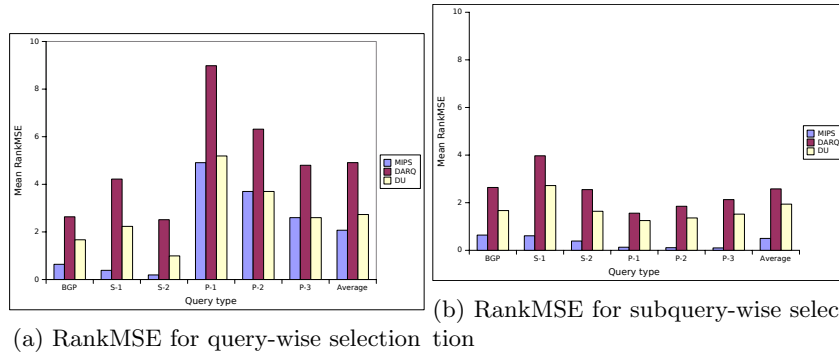 10
8
6
4
2
0
Mean RankMSE
BGP S-1 S-2 P-1 P-2 P-3 Average
Query type
MIPS
DARQ
DU
(a) RankMSE for query-wise selection
10
8
6
4
2
0
Mean RankMSE
BGP S-1 S-2 P-1 P-2 P-3 Average
Query type
MIPS
DARQ
DU
(b) RankMSE for subquery-wise selec
tion